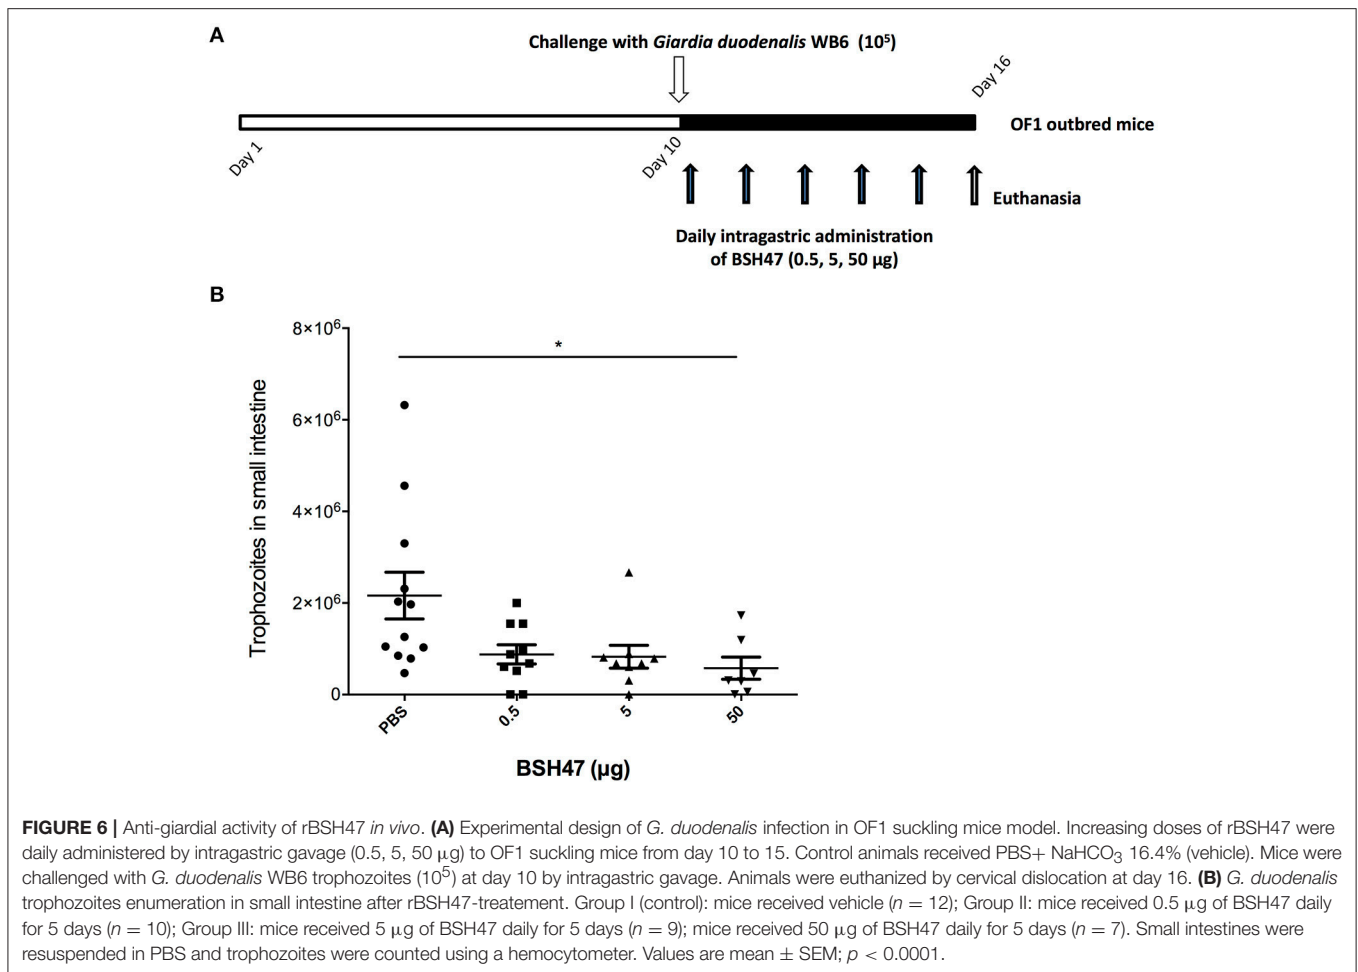 A
Challenge with Giardia duodenalis WB6 (10⁵)
Day 16
OF1 outbred mice
Day 1
Day 10
Euthanasia
Daily intragastric administration
of BSH47 (0.5, 5, 50 µg)
B
8×10⁶
*
6×10⁶
4×10⁶
2×10⁶
0
Trophozoites in small intestine
PBS
0.5
5
50
BSH47 (µg)
FIGURE 6 | Anti-giardial activity of rBSH47 in vivo. (A) Experimental design of G. duodenalis infection in OF1 suckling mice model. Increasing doses of rBSH47 were
daily administered by intragastric gavage (0.5, 5, 50 µg) to OF1 suckling mice from day 10 to 15. Control animals received PBS+ NaHCO₃ 16.4% (vehicle). Mice were
challenged with G. duodenalis WB6 trophozoites (10⁵) at day 10 by intragastric gavage. Animals were euthanized by cervical dislocation at day 16. (B) G. duodenalis
trophozoites enumeration in small intestine after rBSH47-treatement. Group I (control): mice received vehicle (n = 12); Group II: mice received 0.5 µg of BSH47 daily
for 5 days (n = 10); Group III: mice received 5 µg of BSH47 daily for 5 days (n = 9); mice received 50 µg of BSH47 daily for 5 days (n = 7). Small intestines were
resuspended in PBS and trophozoites were counted using a hemocytometer. Values are mean ± SEM; p < 0.0001.